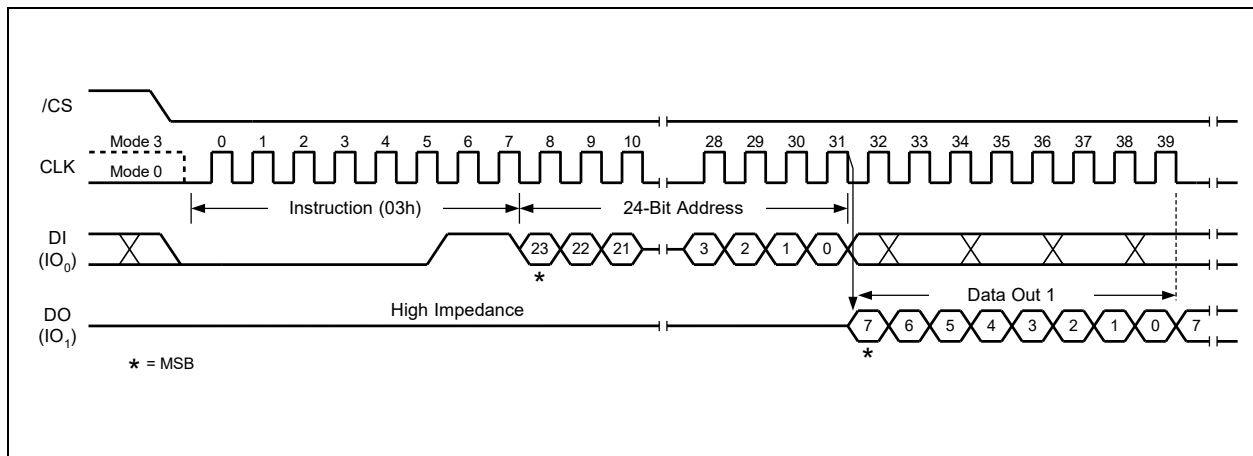 /CS
Mode 3 0 1 2 3 4 5 6 7 8 9 10 28 29 30 31 32 33 34 35 36 37 38 39
CLK
Mode 0
Instruction (03h) 24-Bit Address
DI
(IO0)
23 22 21 3 2 1 0
*
High Impedance Data Out 1
DO
(IO1)
7 6 5 4 3 2 1 0 7
*
* = MSB